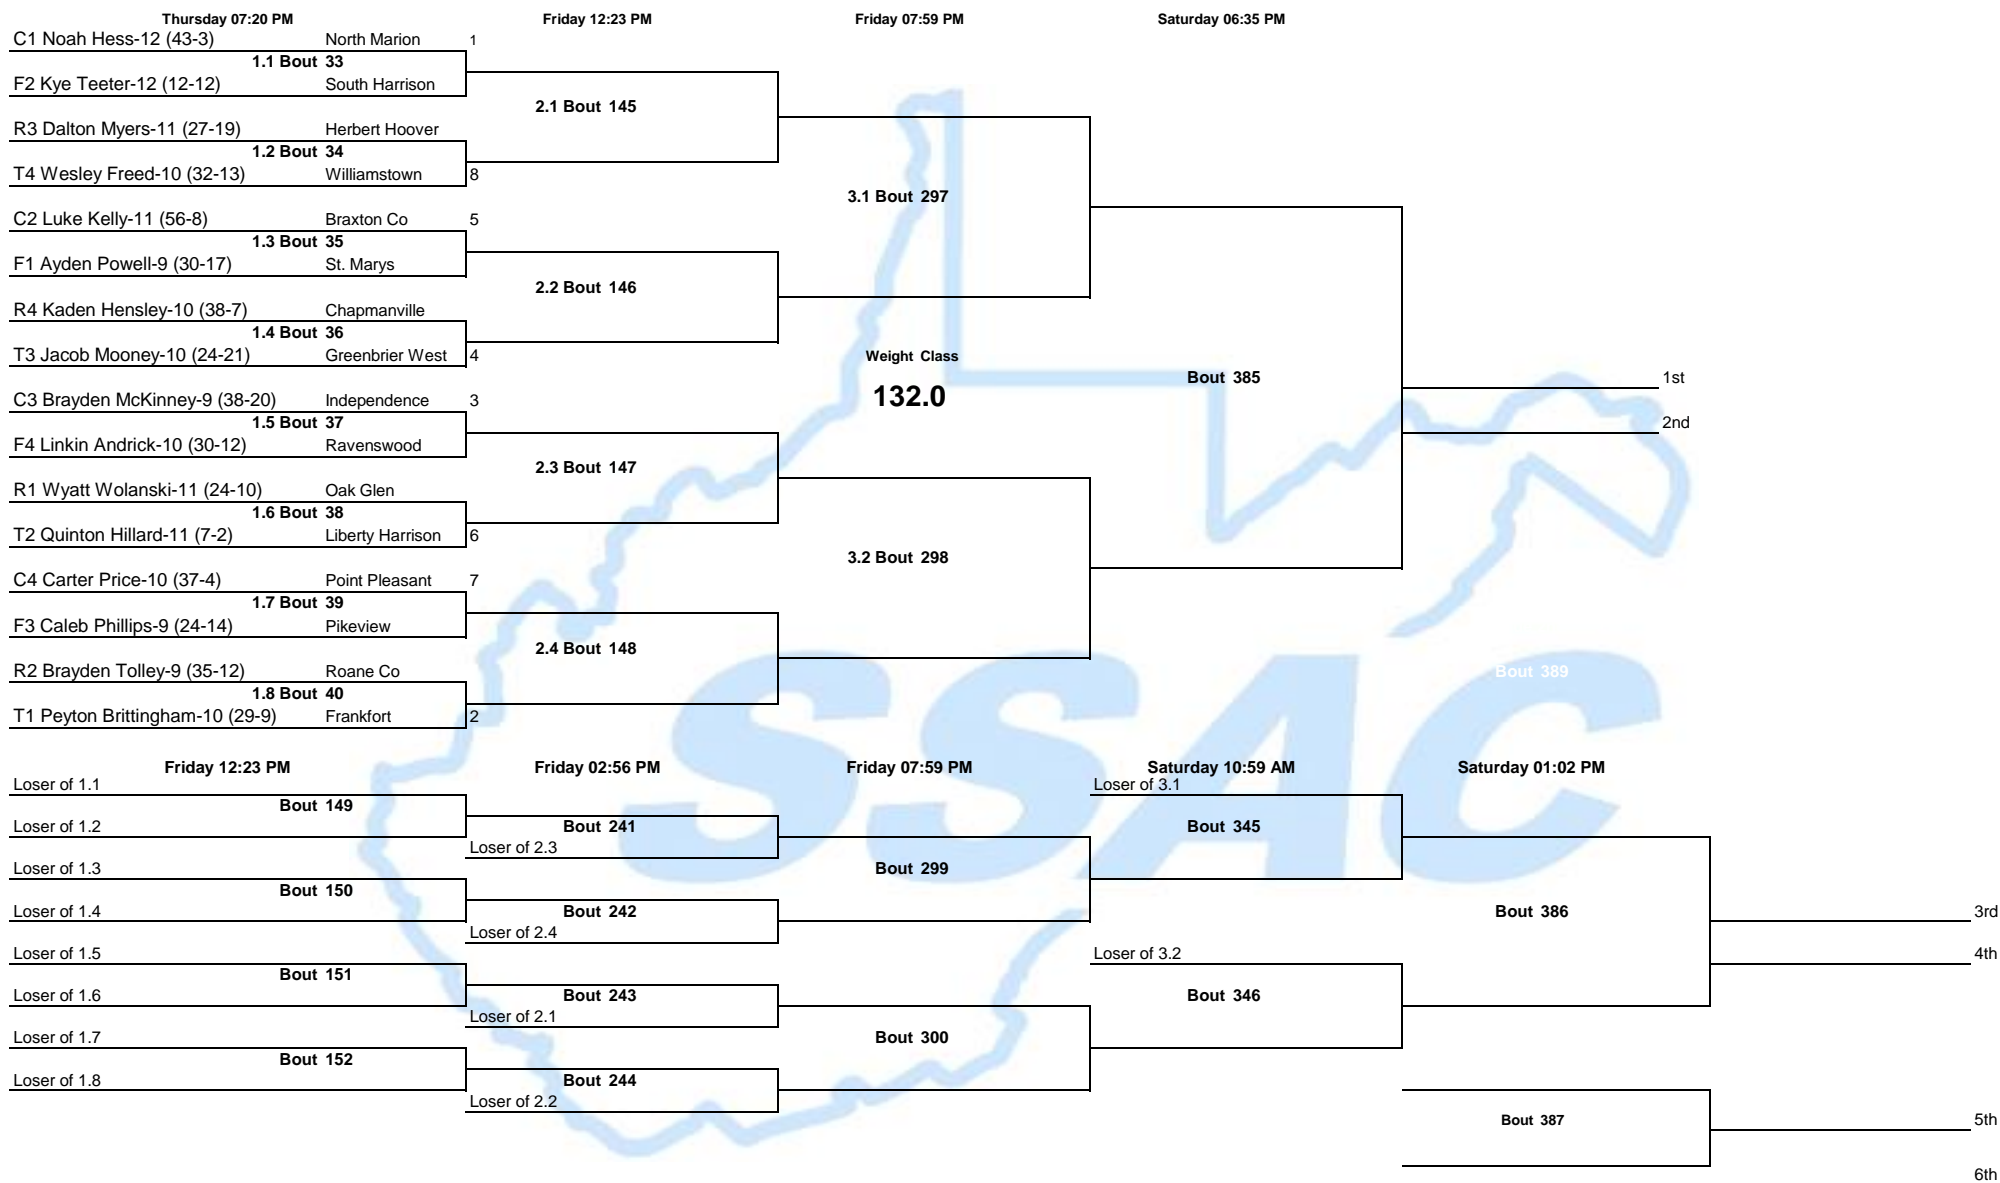 Thursday 07:20 PM Friday 12:23 PM Friday 07:59 PM Saturday 06:35 PM
C1 Noah Hess-12 (43-3) North Marion 1
1.1 Bout 33
F2 Kye Teeter-12 (12-12) South Harrison
2.1 Bout 145
R3 Dalton Myers-11 (27-19) Herbert Hoover
1.2 Bout 34
T4 Wesley Freed-10 (32-13) Williamstown 8
3.1 Bout 297
C2 Luke Kelly-11 (56-8) Braxton Co 5
1.3 Bout 35
F1 Ayden Powell-9 (30-17) St. Marys
2.2 Bout 146
R4 Kaden Hensley-10 (38-7) Chapmanville
1.4 Bout 36
T3 Jacob Mooney-10 (24-21) Greenbrier West 4
Weight Class
132.0
Bout 385
1st
2nd
C3 Brayden McKinney-9 (38-20) Independence 3
1.5 Bout 37
F4 Linkin Andrick-10 (30-12) Ravenswood
2.3 Bout 147
R1 Wyatt Wolanski-11 (24-10) Oak Glen
1.6 Bout 38
T2 Quinton Hillard-11 (7-2) Liberty Harrison 6
3.2 Bout 298
C4 Carter Price-10 (37-4) Point Pleasant 7
1.7 Bout 39
F3 Caleb Phillips-9 (24-14) Pikeview
2.4 Bout 148
R2 Brayden Tolley-9 (35-12) Roane Co
Bout 389
1.8 Bout 40
T1 Peyton Brittingham-10 (29-9) Frankfort 2
SSAC
Friday 12:23 PM Friday 02:56 PM Friday 07:59 PM Saturday 10:59 AM Saturday 01:02 PM
Loser of 1.1 Loser of 3.1
Bout 149
Loser of 1.2 Bout 241 Bout 345
Loser of 2.3
Loser of 1.3 Bout 299
Bout 150
Loser of 1.4 Bout 242 Bout 386 3rd
Loser of 2.4
Loser of 1.5 Loser of 3.2 4th
Bout 151
Loser of 1.6 Bout 243 Bout 346
Loser of 2.1
Loser of 1.7 Bout 300
Bout 152
Loser of 1.8 Bout 244
Loser of 2.2
Bout 387 5th
6th